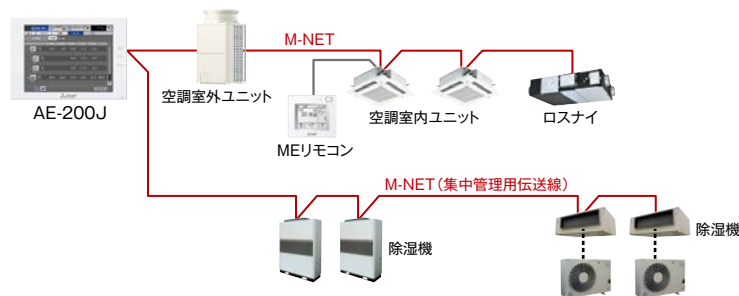 M-NET
AE-200J
空調室外ユニット
MEリモコン
空調室内ユニット
ロスナイ
M-NET(集中管理用伝送線)
除湿機
除湿機